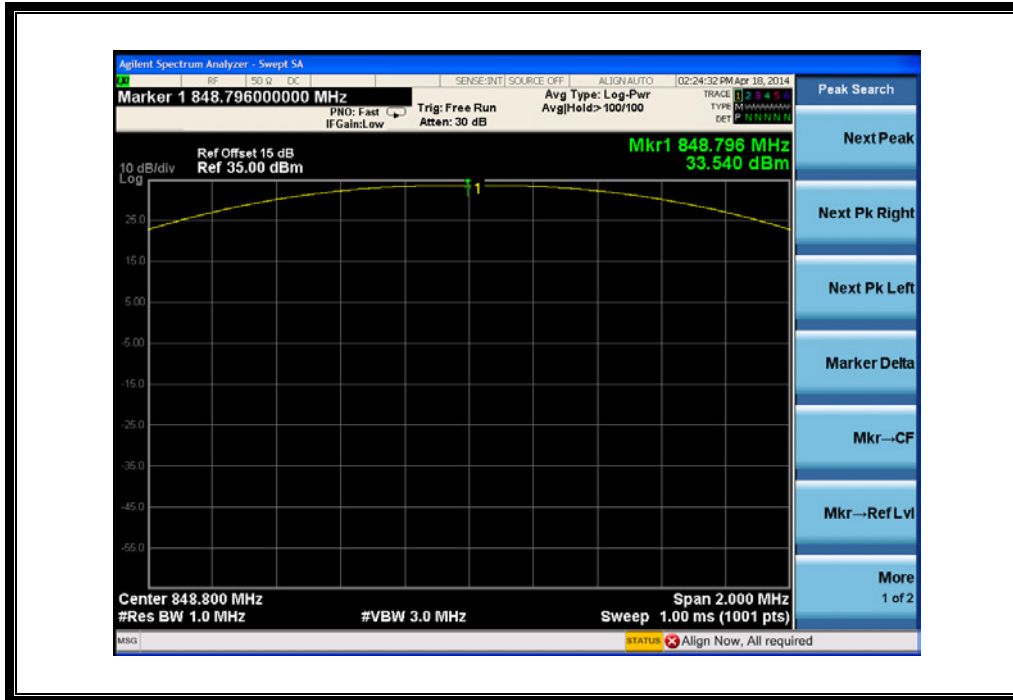 Agilent Spectrum Analyzer - Swept SA
LXI RF 50 Ω DC SENSE:INT SOURCE OFF ALIGN AUTO 02:24:32 PM Apr 18, 2014
Marker 1 848.796000000 MHz
PNO: Fast
IFGain:Low
Trig: Free Run
Atten: 30 dB
Avg Type: Log-Pwr
Avg|Hold:>100/100
TRACE 1 2 3 4 5 6
TYPE M WWWWW
DET P N N N N N
Mkr1 848.796 MHz
33.540 dBm
Ref Offset 15 dB
10 dB/div Ref 35.00 dBm
Log
1
25.0
15.0
5.00
-5.00
-15.0
-25.0
-35.0
-45.0
-55.0
Center 848.800 MHz Span 2.000 MHz
#Res BW 1.0 MHz #VBW 3.0 MHz Sweep 1.00 ms (1001 pts)
MSG STATUS Align Now, All required
Peak Search
Next Peak
Next Pk Right
Next Pk Left
Marker Delta
Mkr→CF
Mkr→Ref Lvl
More
1 of 2